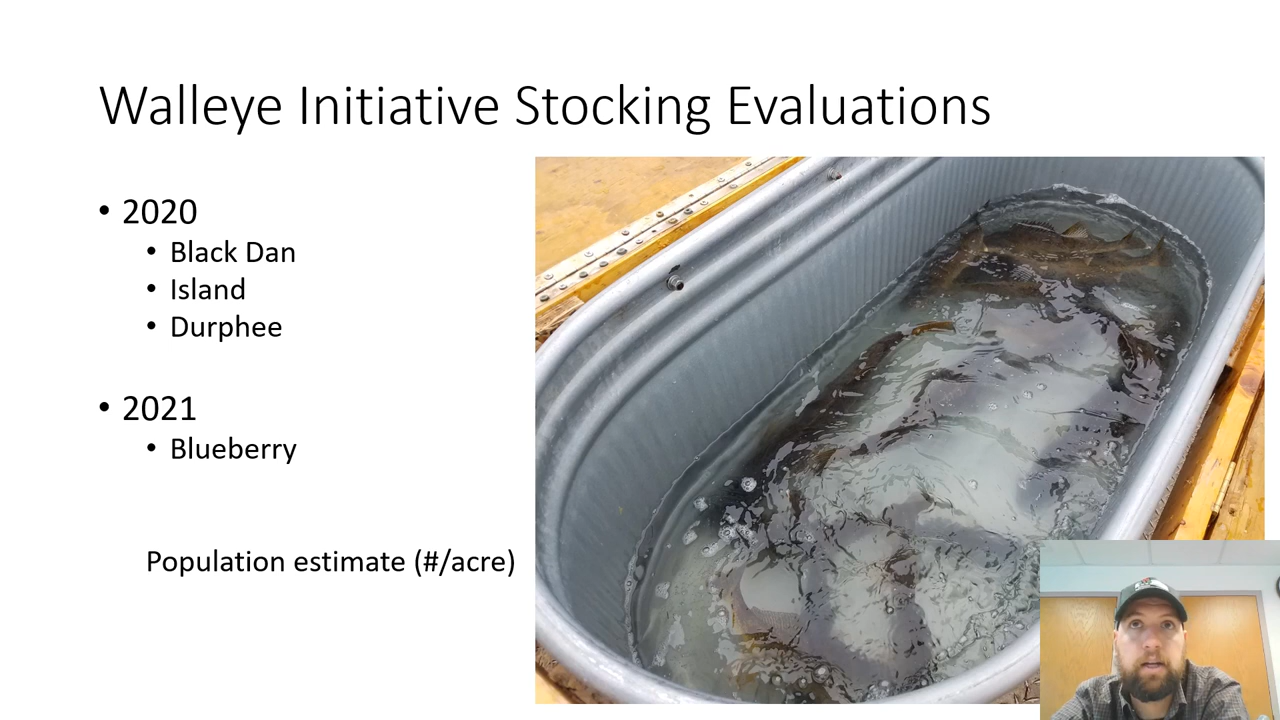 Walleye Initiative Stocking Evaluations
• 2020
• Black Dan
• Island
• Durphee
• 2021
• Blueberry
Population estimate (#/acre)